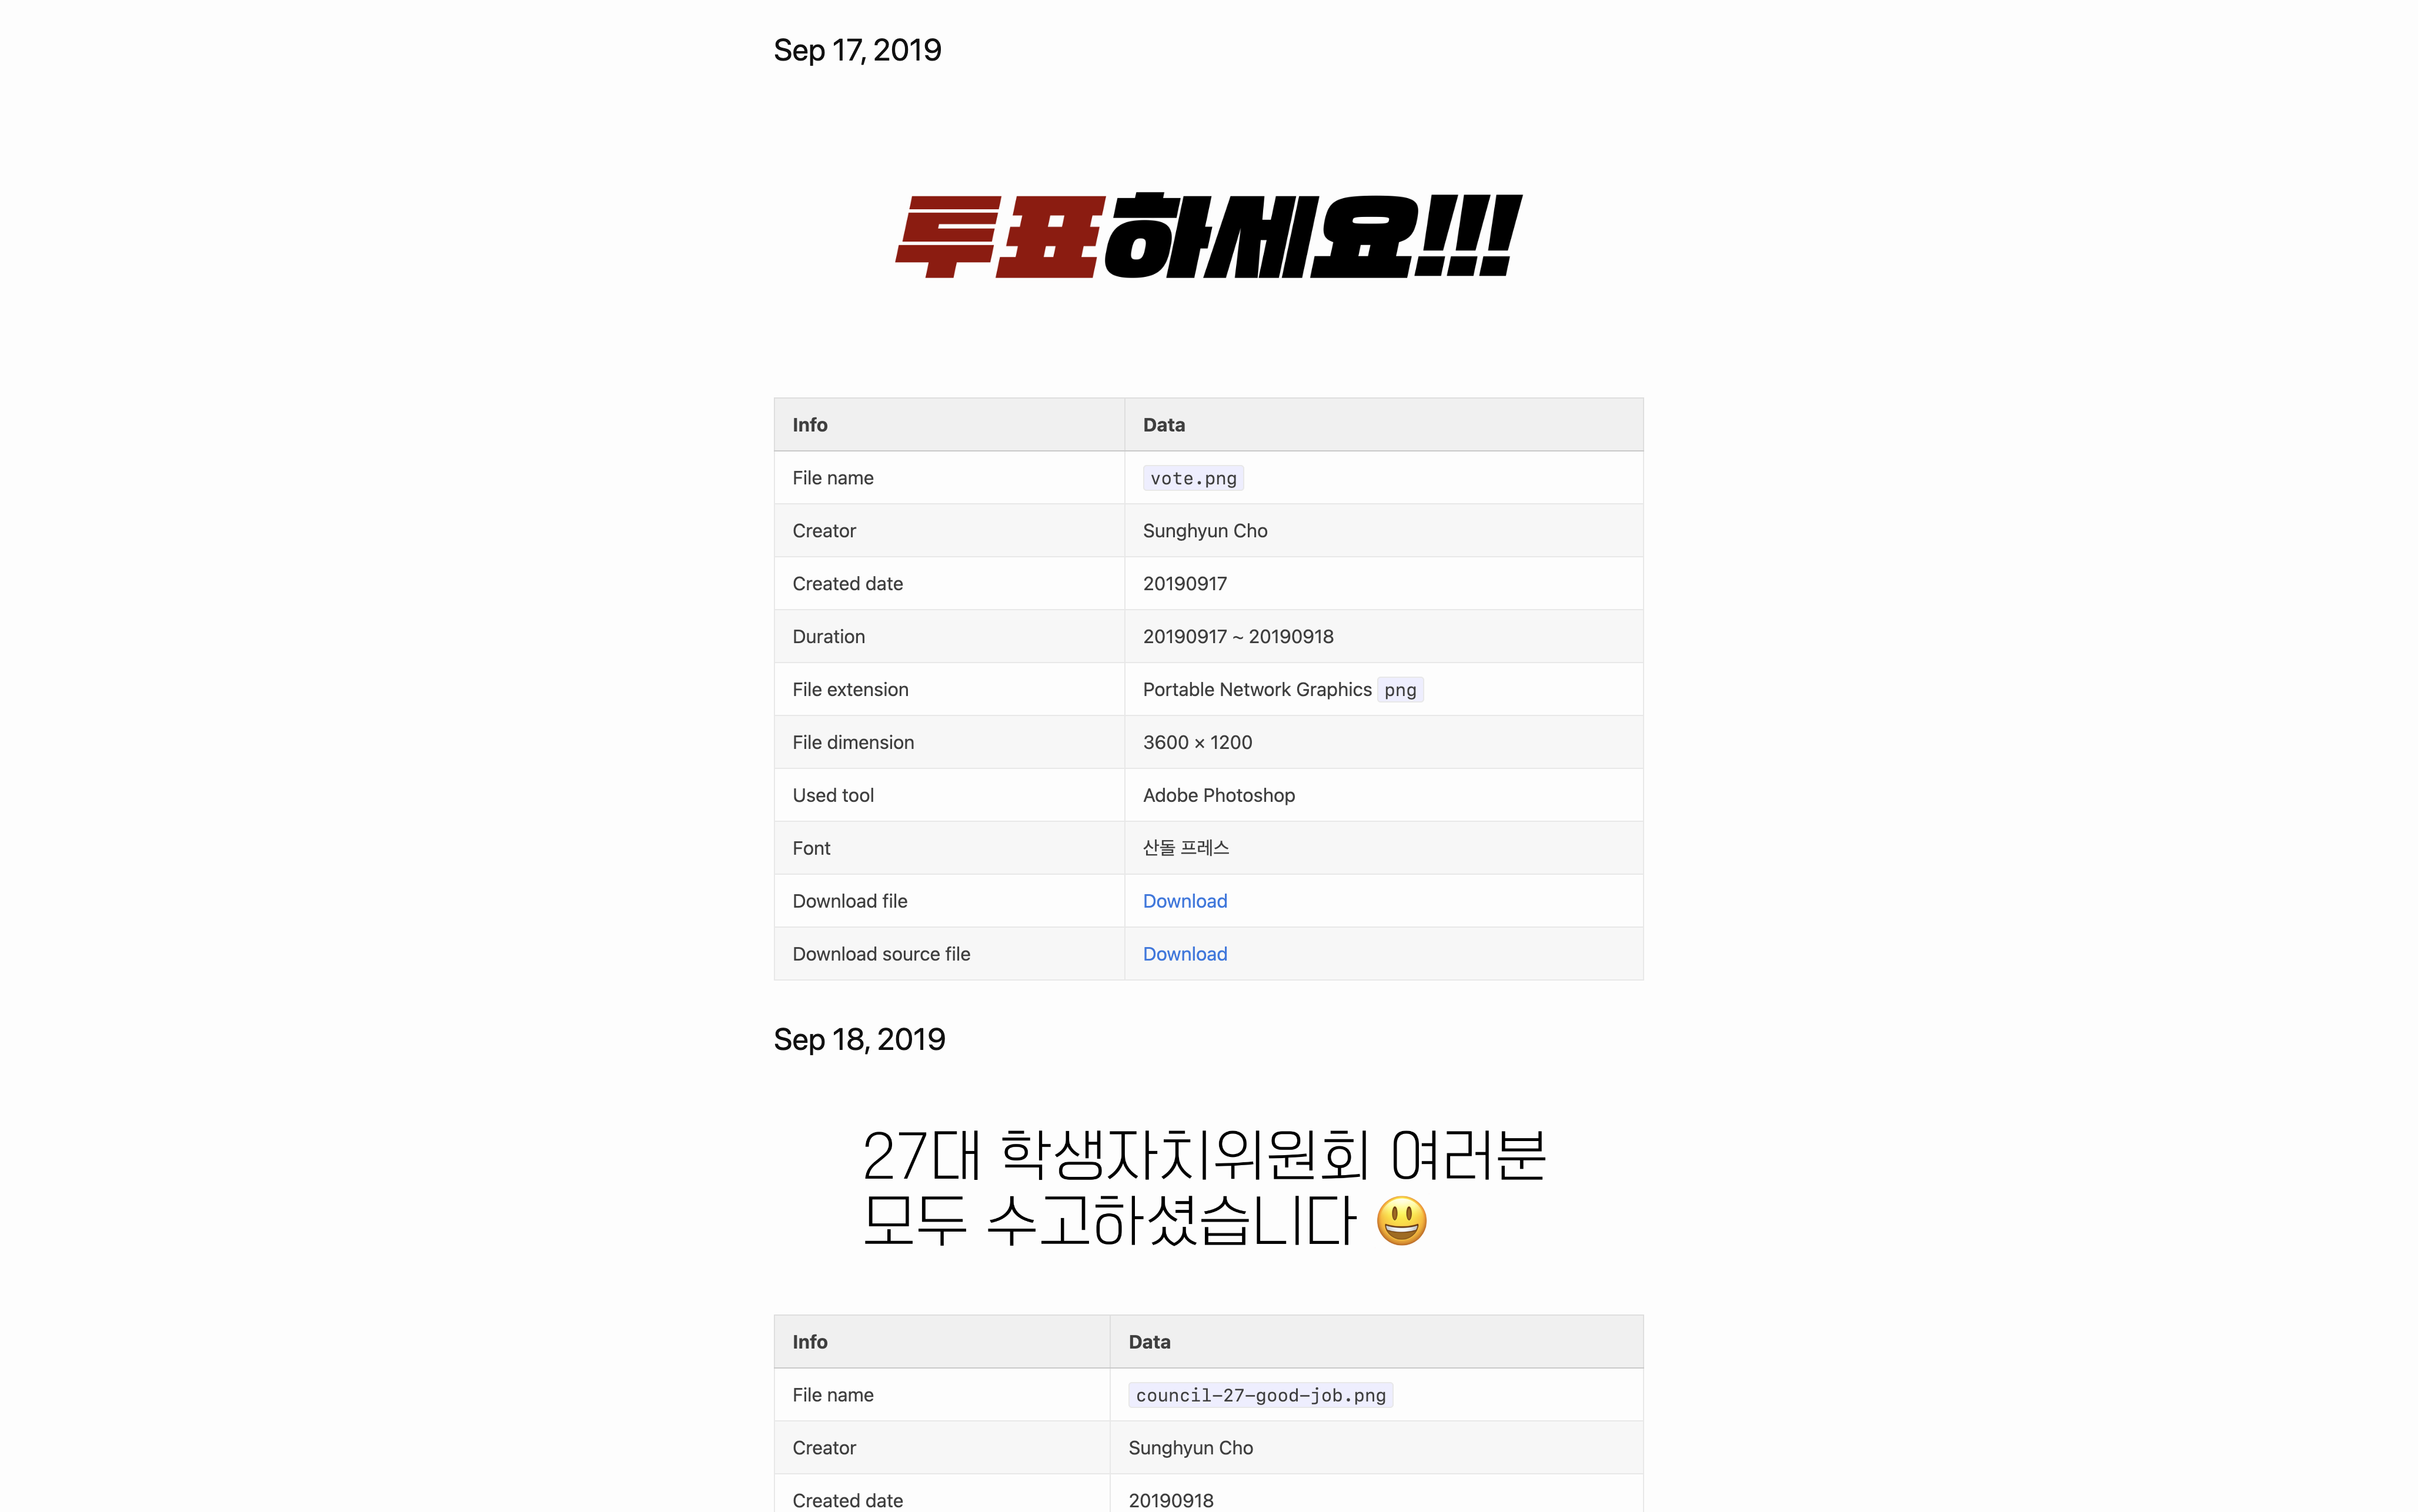 Sep 17, 2019
투표하세요!!!
Info Data
File name vote.png
Creator Sunghyun Cho
Created date 20190917
Duration 20190917 ~ 20190918
File extension Portable Network Graphics png
File dimension 3600 × 1200
Used tool Adobe Photoshop
Font 산돌 프레스
Download file Download
Download source file Download
Sep 18, 2019
27대 학생자치위원회 여러분
모두 수고하셨습니다 😃
Info Data
File name council-27-good-job.png
Creator Sunghyun Cho
Created date 20190918